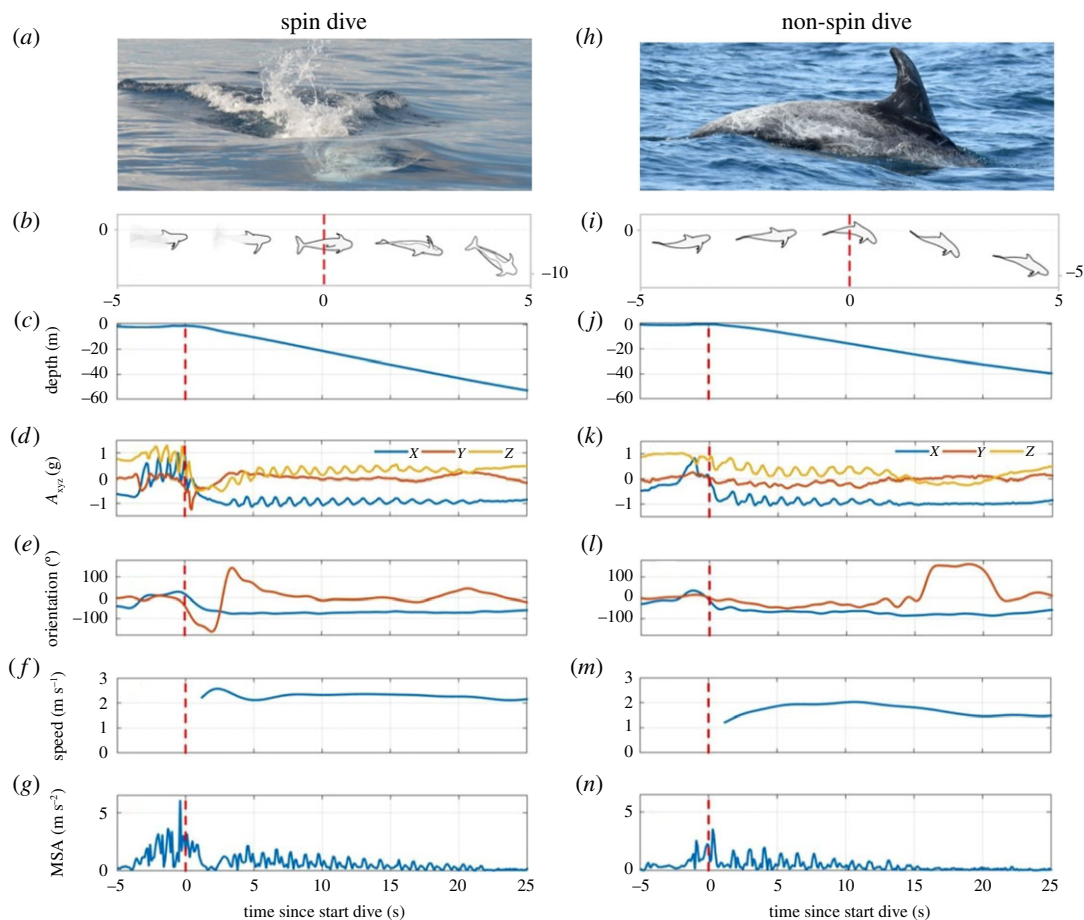 spin dive
(a)
(b)
0
–10
–5
0
5
(c)
depth (m)
0
–20
–40
–60
(d)
A_xyz (g)
1
0
–1
X Y Z
(e)
orientation (°)
100
0
–100
(f)
speed (m s⁻¹)
3
2
1
0
(g)
MSA (m s⁻²)
5
0
–5 0 5 10 15 20 25
time since start dive (s)
non-spin dive
(h)
(i)
0
–5
–5
0
5
(j)
0
–20
–40
–60
(k)
1
0
–1
X Y Z
(l)
100
0
–100
(m)
3
2
1
0
(n)
5
0
–5 0 5 10 15 20 25
time since start dive (s)